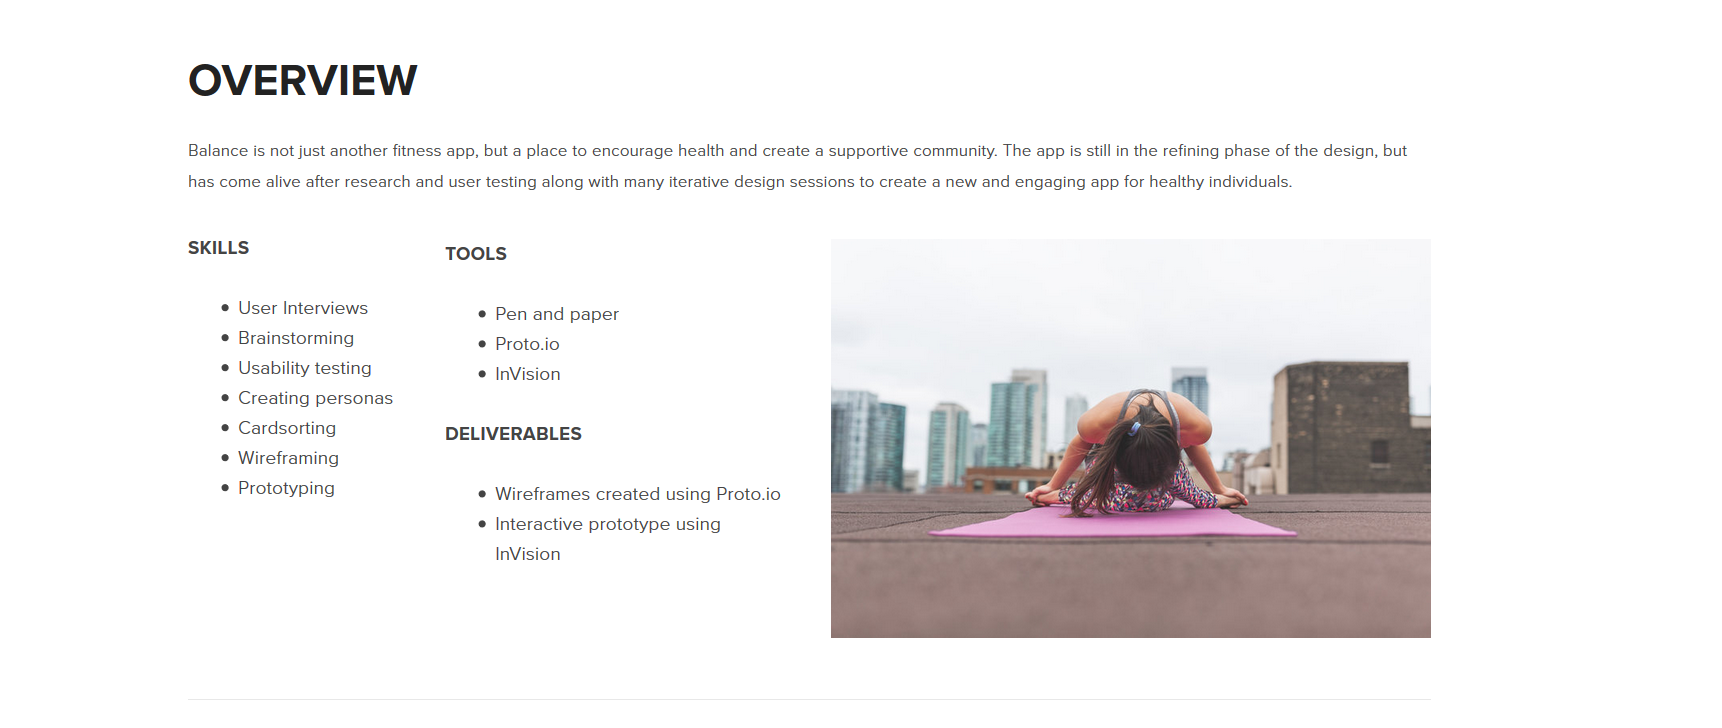 OVERVIEW
Balance is not just another fitness app, but a place to encourage health and create a supportive community. The app is still in the refining phase of the design, but
has come alive after research and user testing along with many iterative design sessions to create a new and engaging app for healthy individuals.
SKILLS
User Interviews
Brainstorming
Usability testing
Creating personas
Cardsorting
Wireframing
Prototyping
TOOLS
Pen and paper
Proto.io
InVision
DELIVERABLES
Wireframes created using Proto.io
Interactive prototype using
InVision